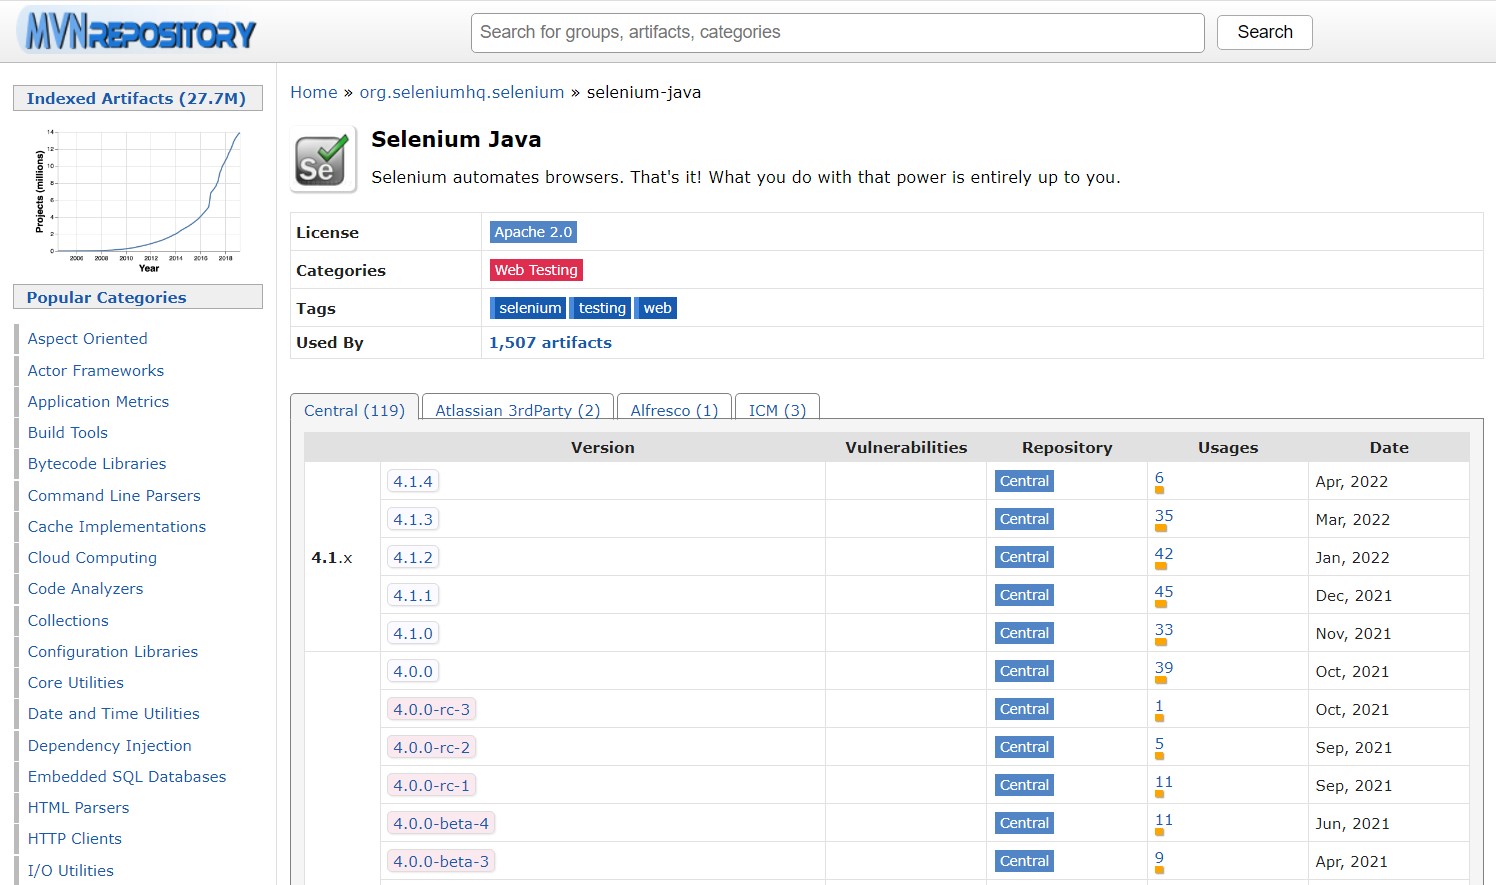 MVNREPOSITORY
Search for groups, artifacts, categories
Search
Indexed Artifacts (27.7M)
Projects (millions)
14
12
10
8
6
4
2
0
2006 2008 2010 2012 2014 2016 2018
Year
Popular Categories
Aspect Oriented
Actor Frameworks
Application Metrics
Build Tools
Bytecode Libraries
Command Line Parsers
Cache Implementations
Cloud Computing
Code Analyzers
Collections
Configuration Libraries
Core Utilities
Date and Time Utilities
Dependency Injection
Embedded SQL Databases
HTML Parsers
HTTP Clients
I/O Utilities
Home » org.seleniumhq.selenium » selenium-java
Se
Selenium Java
Selenium automates browsers. That's it! What you do with that power is entirely up to you.
License Apache 2.0
Categories Web Testing
Tags selenium testing web
Used By 1,507 artifacts
Central (119) Atlassian 3rdParty (2) Alfresco (1) ICM (3)
Version Vulnerabilities Repository Usages Date
4.1.x
4.1.4 Central 6 Apr, 2022
4.1.3 Central 35 Mar, 2022
4.1.2 Central 42 Jan, 2022
4.1.1 Central 45 Dec, 2021
4.1.0 Central 33 Nov, 2021
4.0.0 Central 39 Oct, 2021
4.0.0-rc-3 Central 1 Oct, 2021
4.0.0-rc-2 Central 5 Sep, 2021
4.0.0-rc-1 Central 11 Sep, 2021
4.0.0-beta-4 Central 11 Jun, 2021
4.0.0-beta-3 Central 9 Apr, 2021